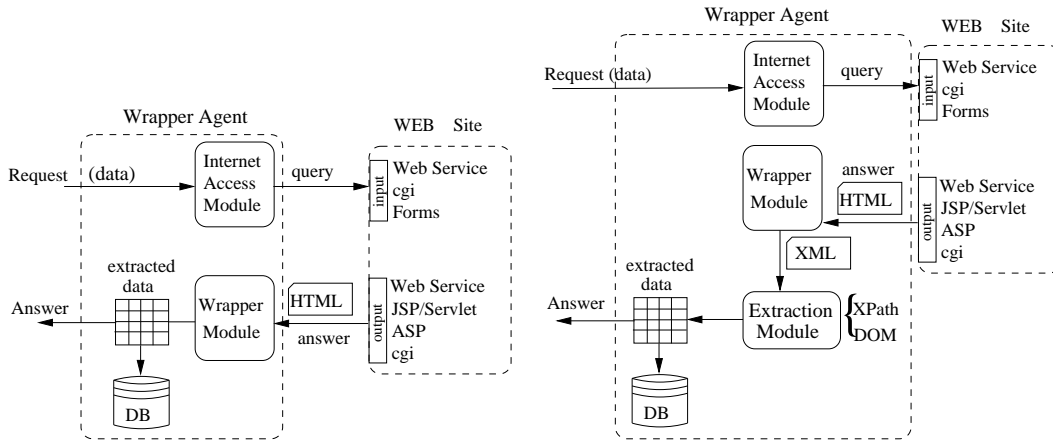 Wrapper Agent
WEB Site
Request (data)
Internet
Access
Module
query
input
Web Service
cgi
Forms
extracted
data
Answer
Wrapper
Module
HTML
answer
output
Web Service
JSP/Servlet
ASP
cgi
DB
Wrapper Agent
WEB Site
Request (data)
Internet
Access
Module
query
input
Web Service
cgi
Forms
Wrapper
Module
answer
HTML
output
Web Service
JSP/Servlet
ASP
cgi
XML
extracted
data
Answer
Extraction
Module
{XPath
DOM
DB